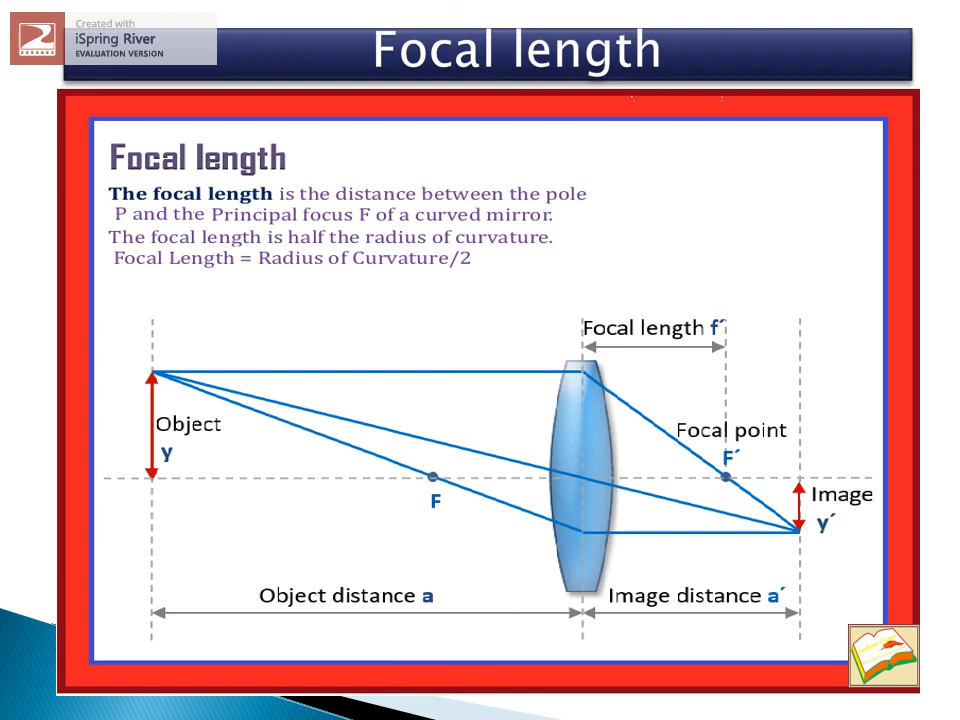 Created with
iSpring River
EVALUATION VERSION
Focal length
Focal length
The focal length is the distance between the pole
P and the Principal focus F of a curved mirror.
The focal length is half the radius of curvature.
Focal Length = Radius of Curvature/2
Focal length f´
Object
y
Focal point
F´
F
Image
y´
Object distance a
Image distance a´